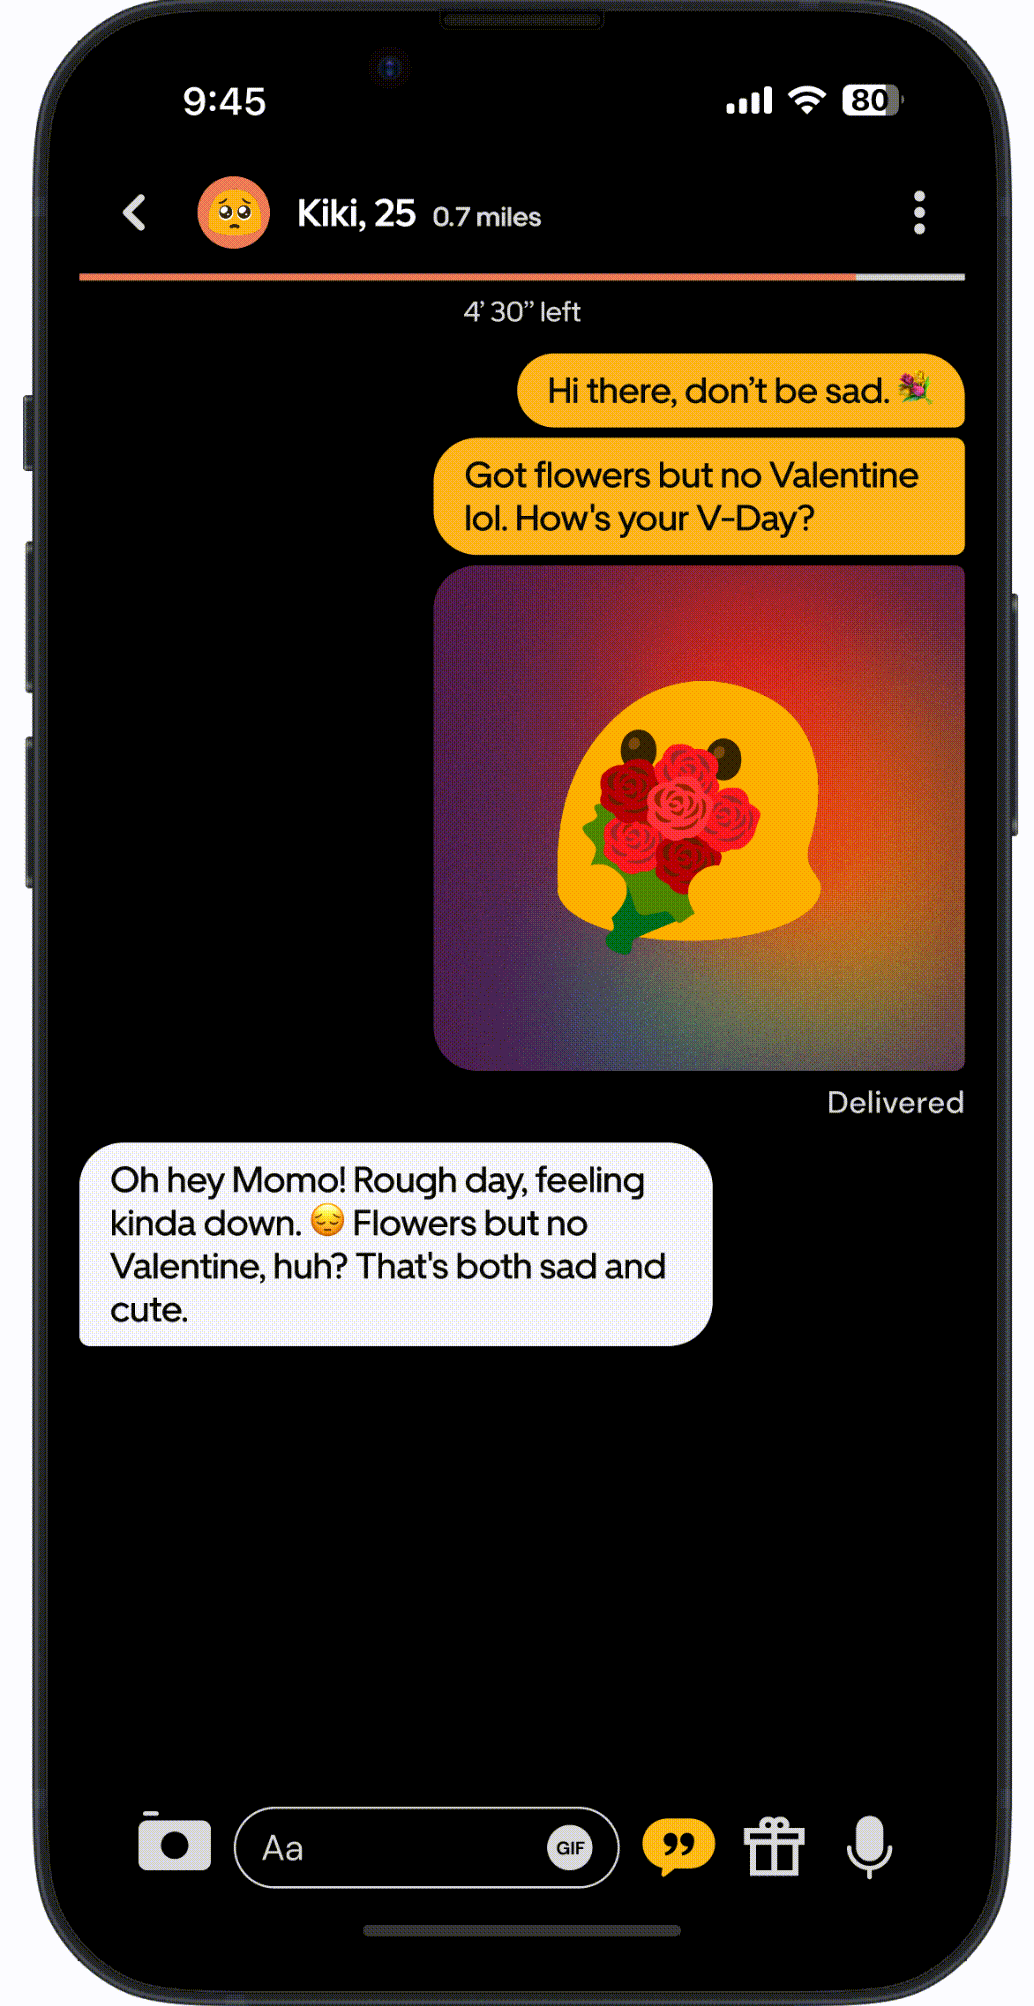 9:45
80
Kiki, 25 0.7 miles
4’ 30” left
Hi there, don’t be sad. 💐
Got flowers but no Valentine
lol. How's your V-Day?
Delivered
Oh hey Momo! Rough day, feeling
kinda down. 😔 Flowers but no
Valentine, huh? That's both sad and
cute.
Aa
GIF